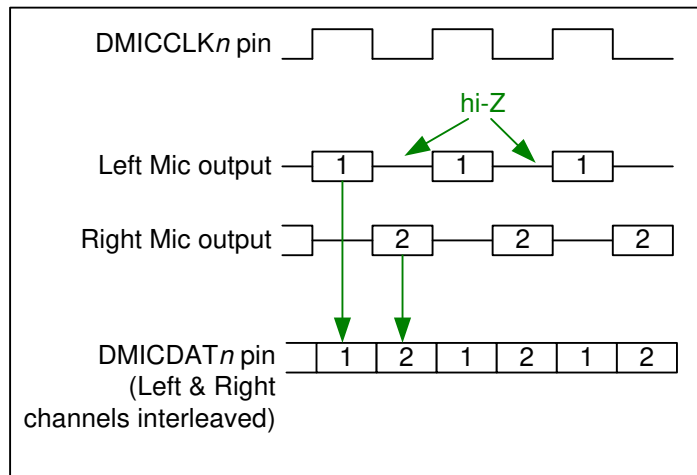 DMICCLKn pin
hi-Z
Left Mic output
1 1 1
Right Mic output
2 2 2
DMICDATn pin
1 2 1 2 1 2
(Left & Right
channels interleaved)